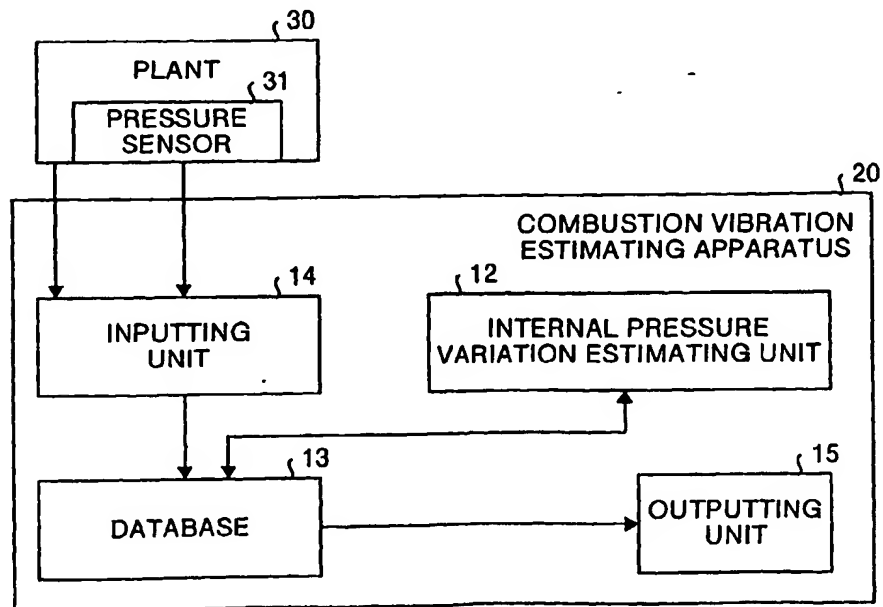 30
PLANT
31
PRESSURE
SENSOR
20
COMBUSTION VIBRATION
ESTIMATING APPARATUS
14
INPUTTING
UNIT
12
INTERNAL PRESSURE
VARIATION ESTIMATING UNIT
13
DATABASE
15
OUTPUTTING
UNIT